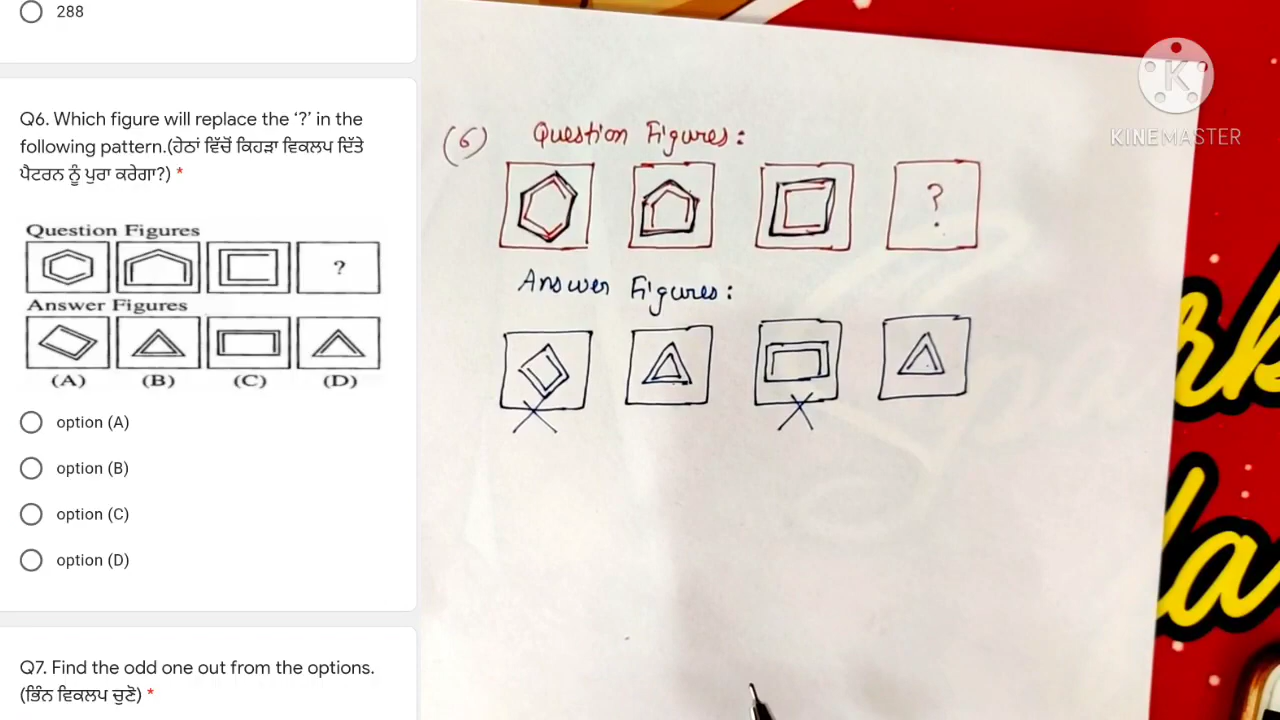 288
Q6. Which figure will replace the ‘?’ in the
following pattern.(ਹੇਠਾਂ ਵਿੱਚੋਂ ਕਿਹੜਾ ਵਿਕਲਪ ਦਿੱਤੇ
ਪੈਟਰਨ ਨੂੰ ਪੁਰਾ ਕਰੇਗਾ?) *
Question Figures
?
Answer Figures
(A) (B) (C) (D)
option (A)
option (B)
option (C)
option (D)
Q7. Find the odd one out from the options.
(ਭਿੰਨ ਵਿਕਲਪ ਚੁਣੋ) *
(6) Question Figures:
?
Answer Figures:
KINEMASTER